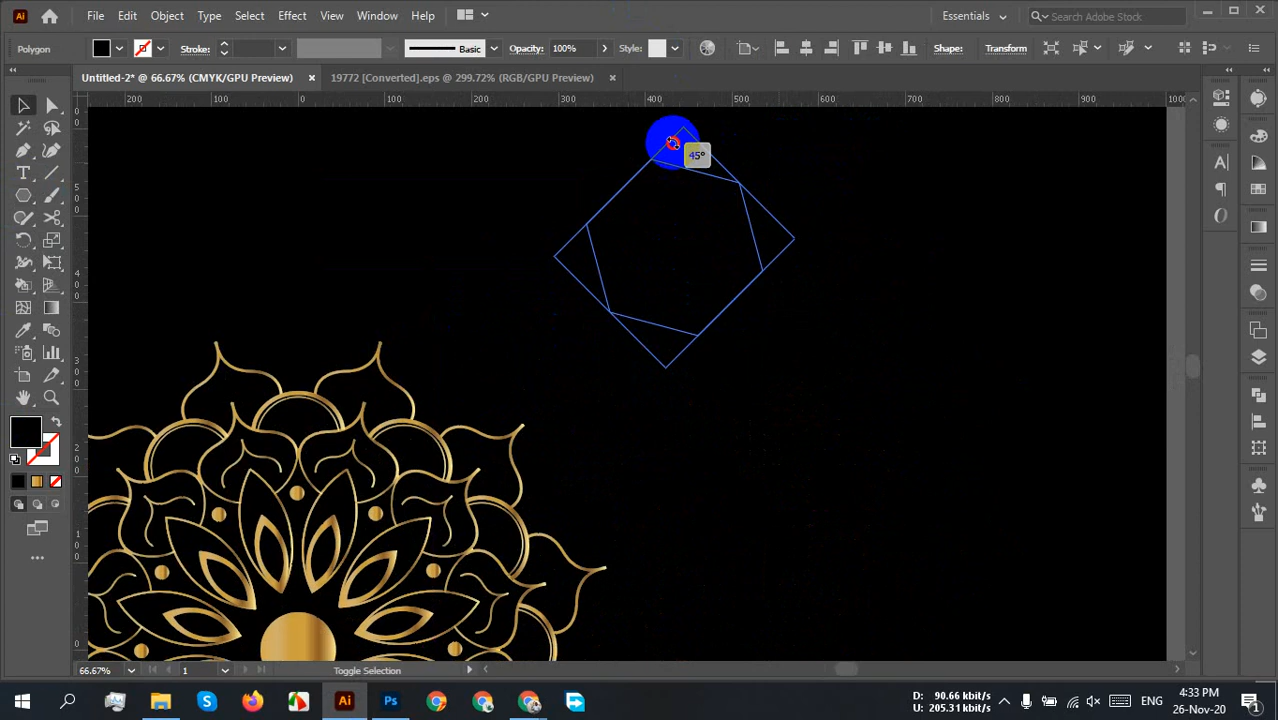 Ai File Edit Object Type Select Effect View Window Help Essentials Search Adobe Stock
Polygon Stroke: Basic Opacity: 100% Style: Shape: Transform
Untitled-2* @ 66.67% (CMYK/GPU Preview) × 19772 [Converted].eps @ 299.72% (RGB/GPU Preview) ×
200 100 0 100 200 300 400 500 600 700 800 900 1000
45°
66.67% 1 Toggle Selection
Ai Ps D: 90.66 kbit/s ENG 4:33 PM
U: 205.31 kbit/s 26-Nov-20